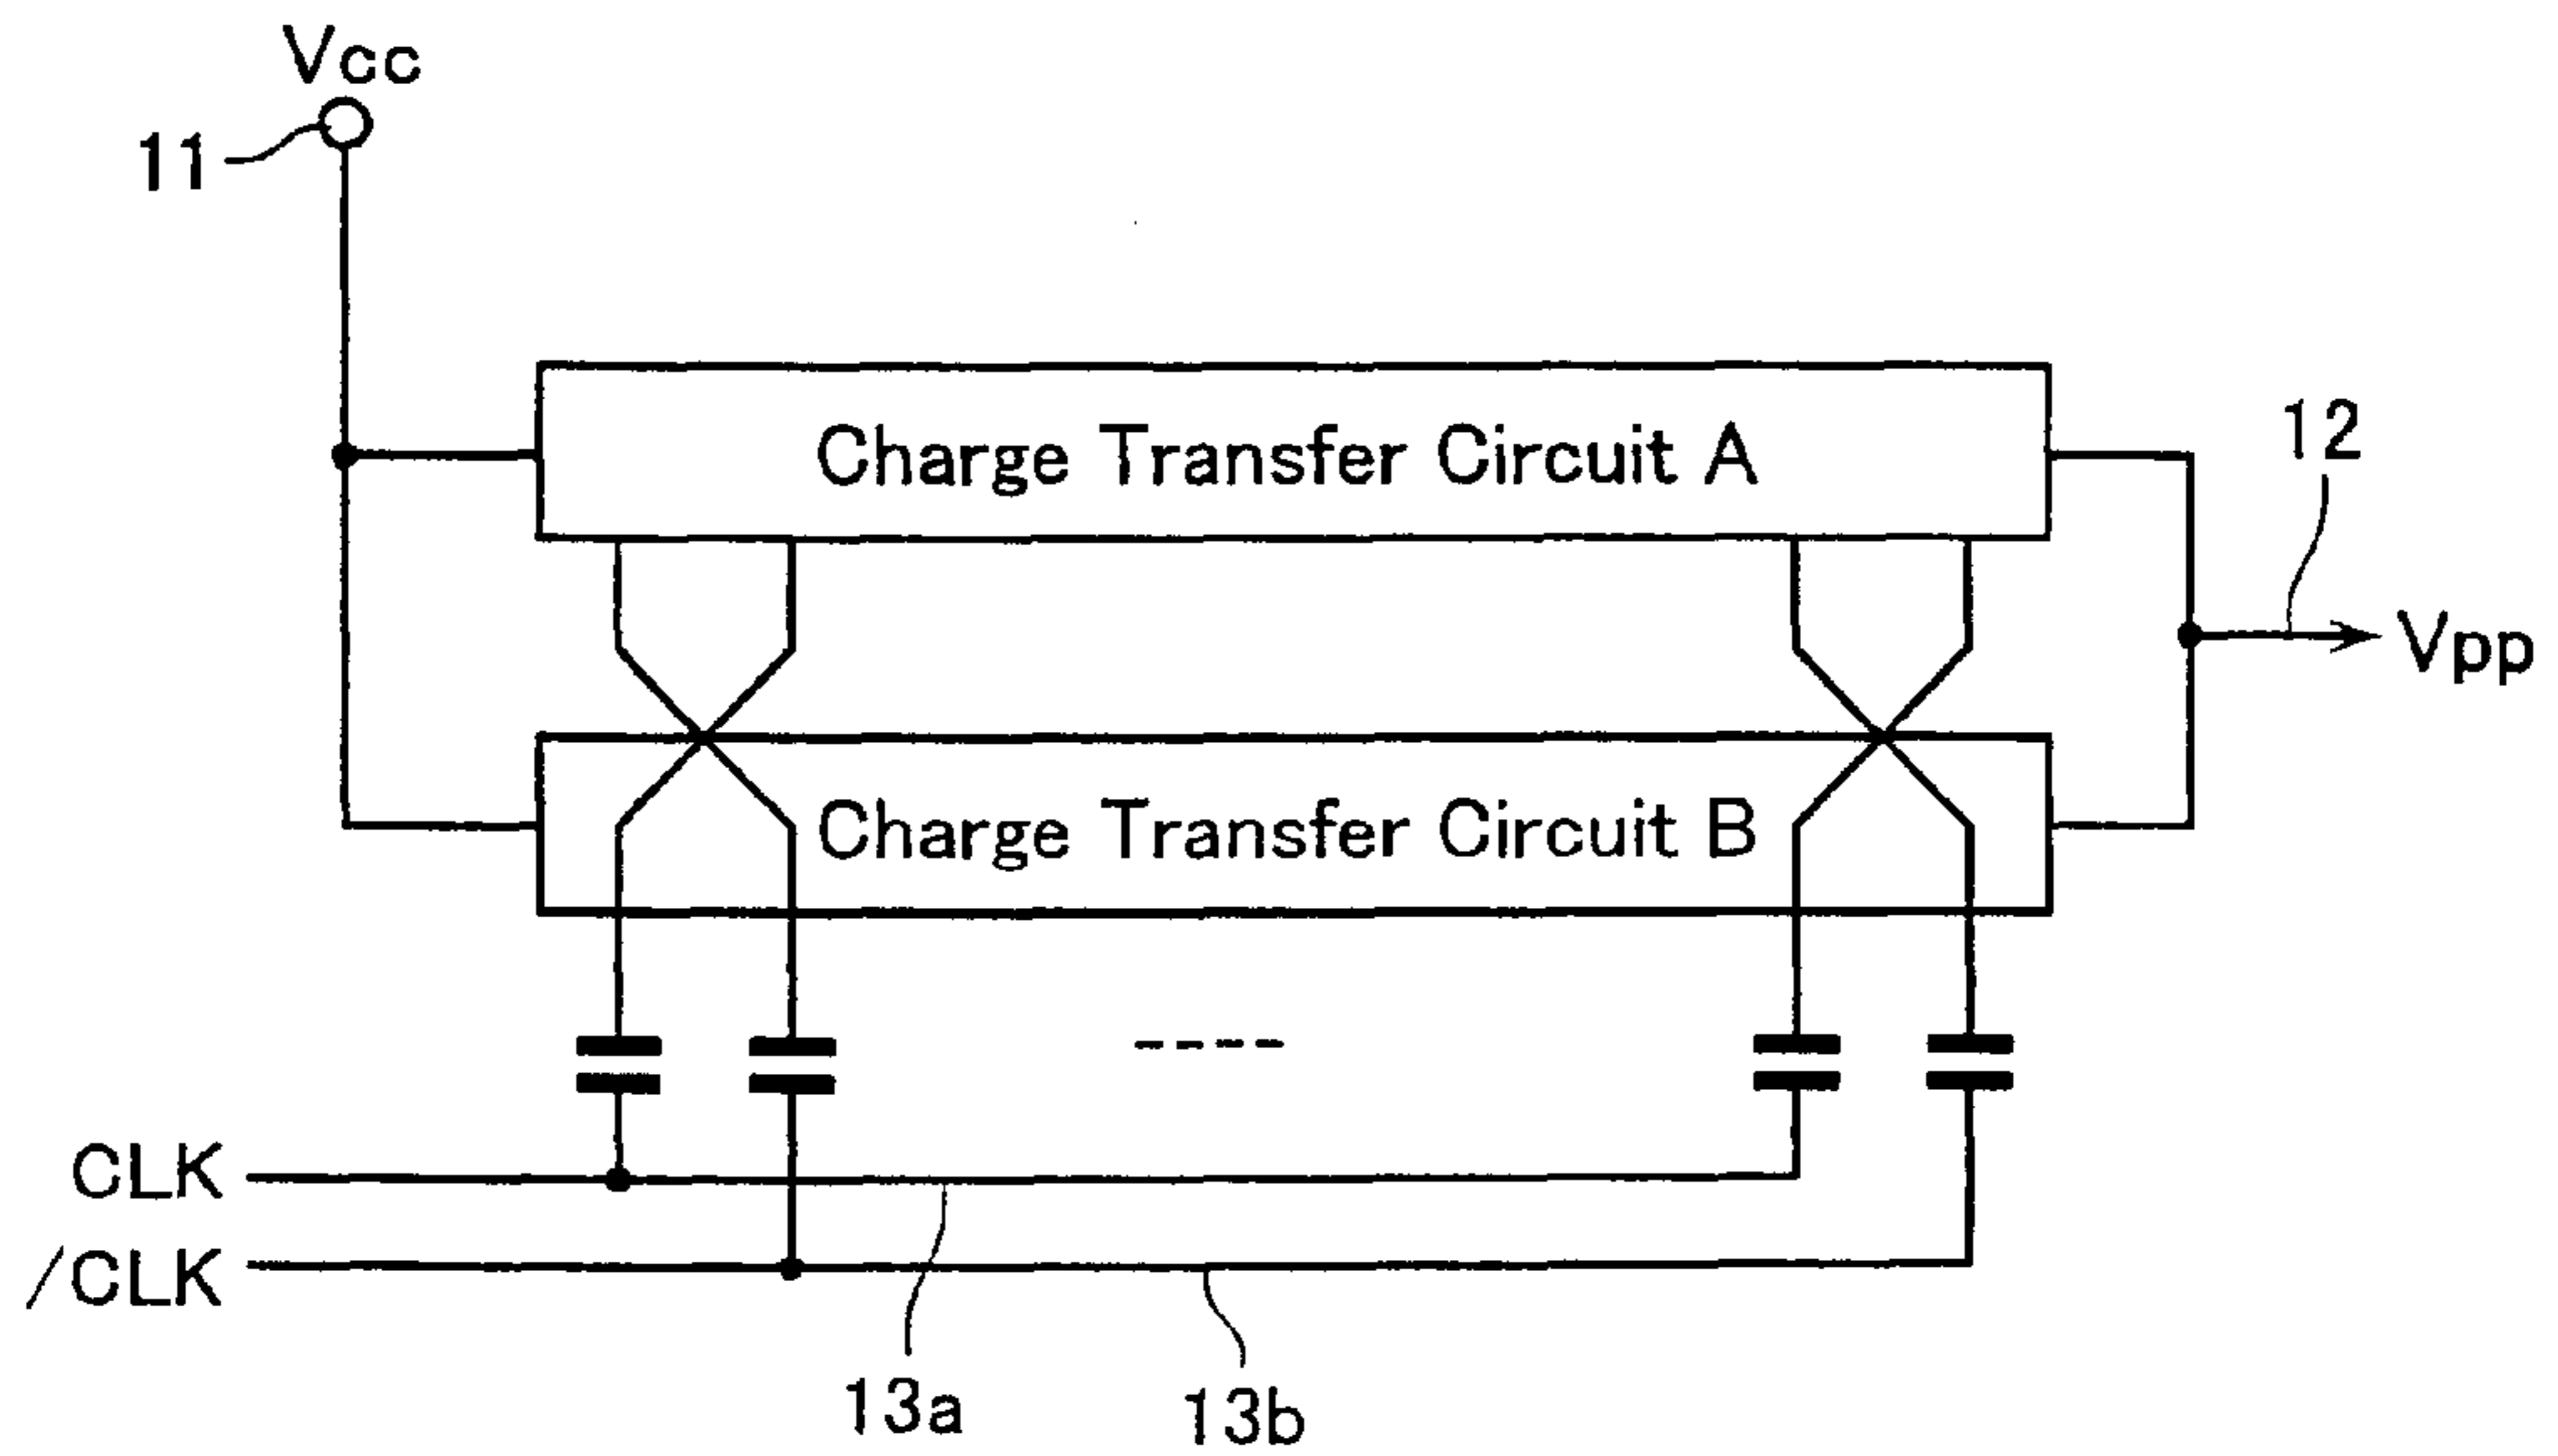 Vcc
11
Charge Transfer Circuit A
12
Vpp
Charge Transfer Circuit B
CLK
/CLK
13a
13b